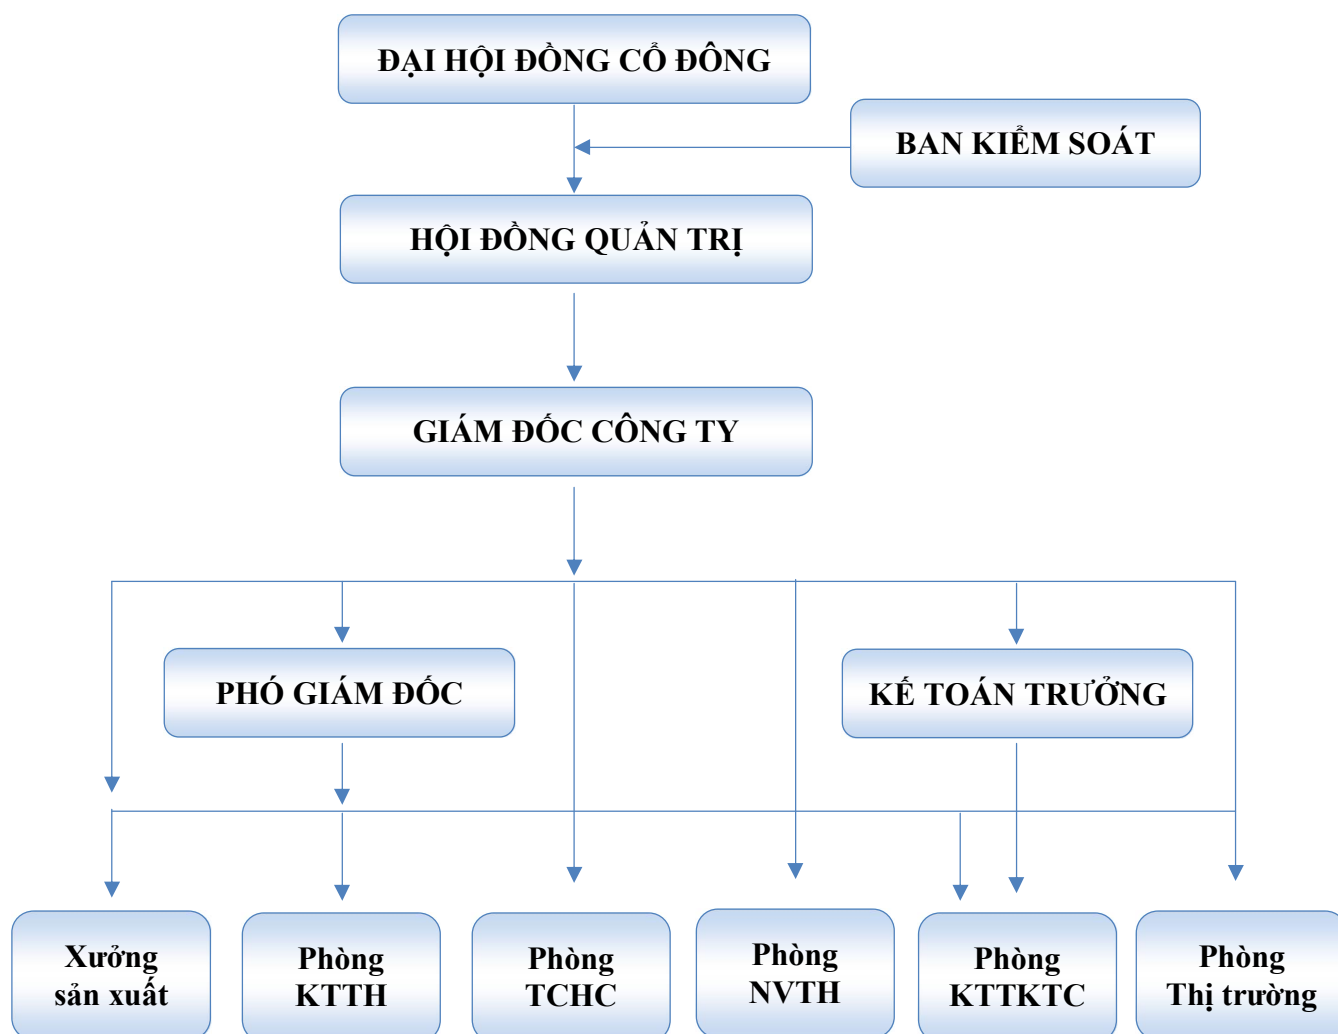 ĐẠI HỘI ĐỒNG CỔ ĐÔNG
BAN KIỂM SOÁT
HỘI ĐỒNG QUẢN TRỊ
GIÁM ĐỐC CÔNG TY
PHÓ GIÁM ĐỐC
KẾ TOÁN TRƯỞNG
Xưởng
sản xuất
Phòng
KTTH
Phòng
TCHC
Phòng
NVTH
Phòng
KTTKTC
Phòng
Thị trường